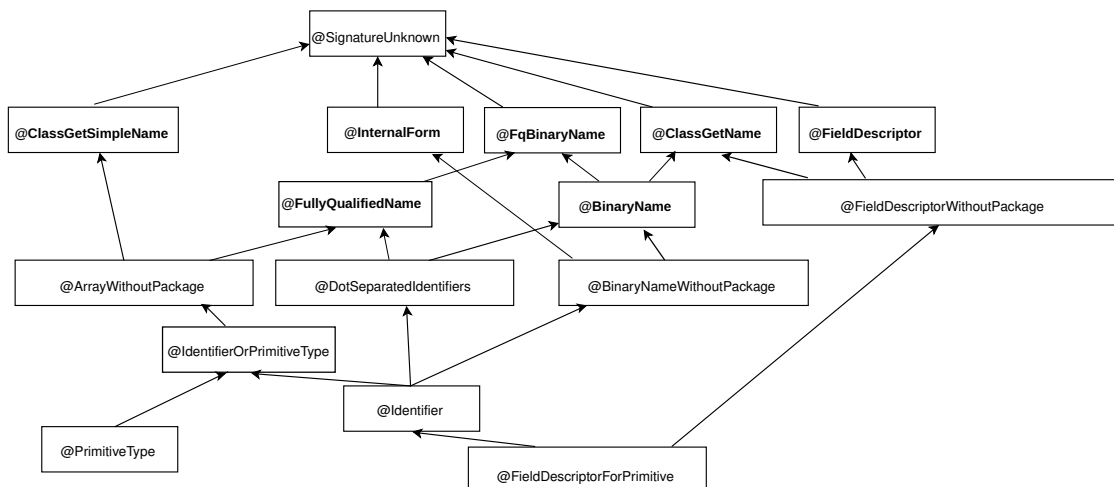 @SignatureUnknown
@ClassGetSimpleName
@InternalForm
@FqBinaryName
@ClassGetName
@FieldDescriptor
@FullyQualifiedName
@BinaryName
@FieldDescriptorWithoutPackage
@ArrayWithoutPackage
@DotSeparatedIdentifiers
@BinaryNameWithoutPackage
@IdentifierOrPrimitiveType
@Identifier
@PrimitiveType
@FieldDescriptorForPrimitive